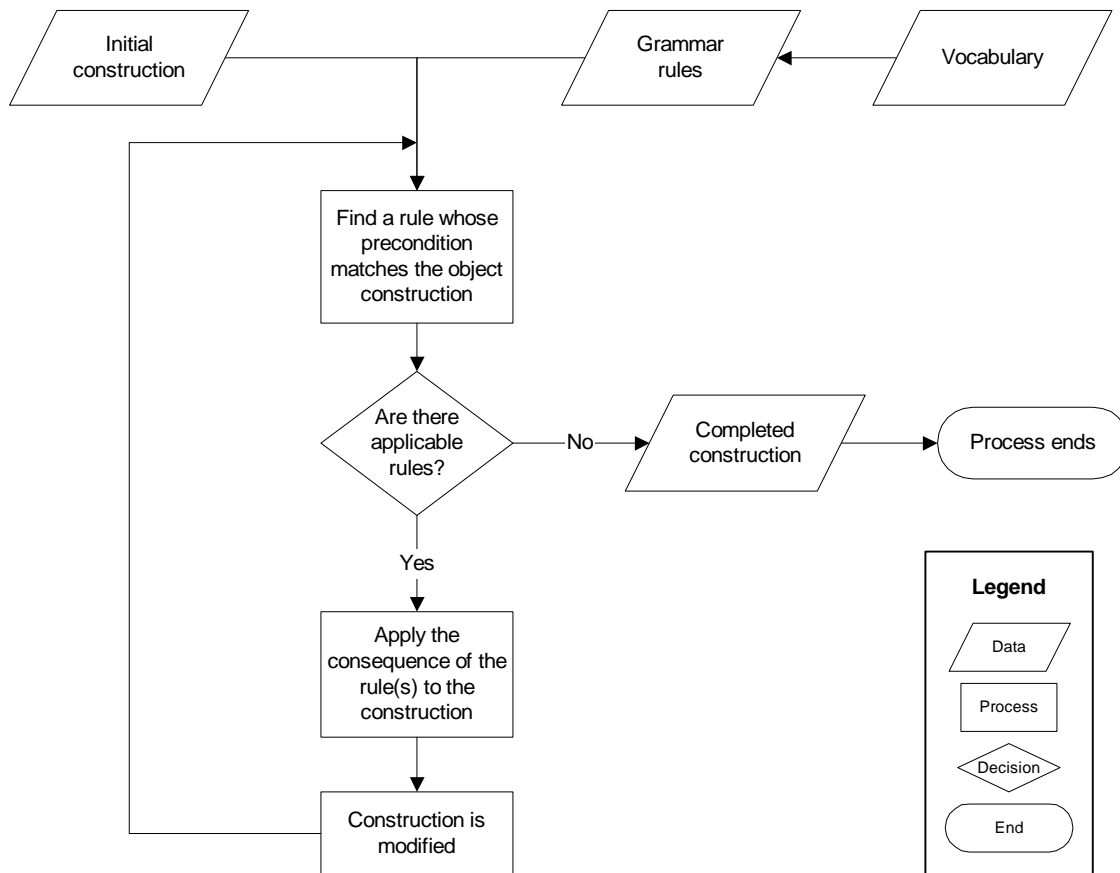 Initial
construction
Grammar
rules
Vocabulary
Find a rule whose
precondition
matches the object
construction
Are there
applicable
rules?
No
Completed
construction
Process ends
Yes
Apply the
consequence of the
rule(s) to the
construction
Construction is
modified
Legend
Data
Process
Decision
End